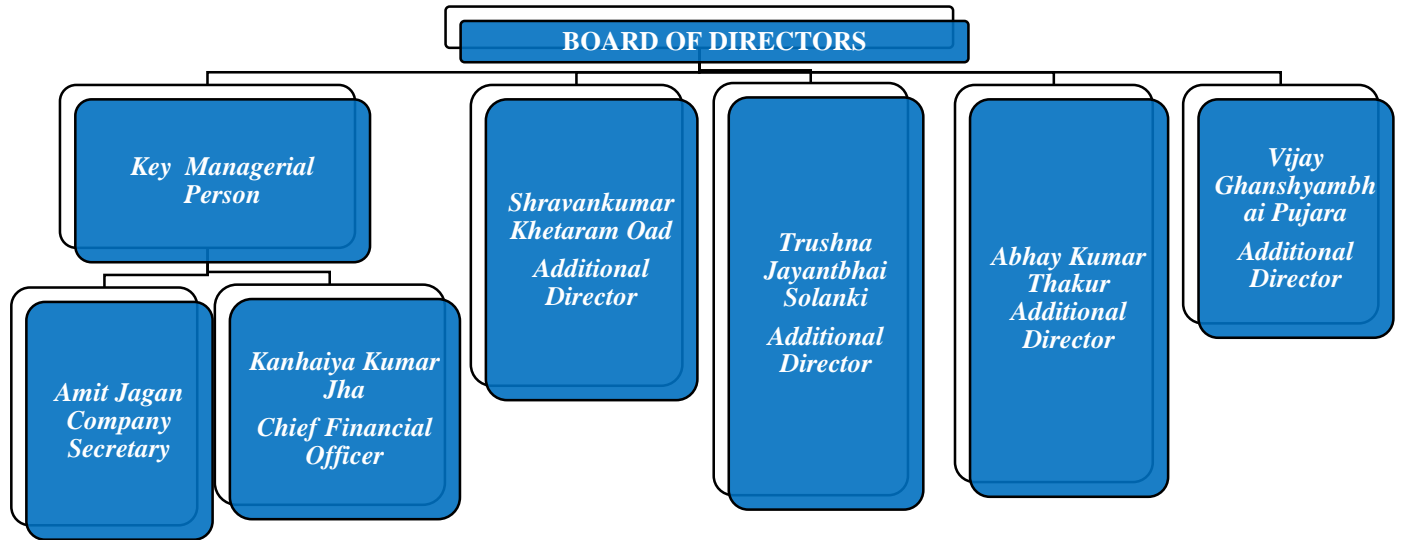 BOARD OF DIRECTORS
Key Managerial
Person
Amit Jagan
Company
Secretary
Kanhaiya Kumar
Jha
Chief Financial
Officer
Shravankumar
Khetaram Oad
Additional
Director
Trushna
Jayantbhai
Solanki
Additional
Director
Abhay Kumar
Thakur
Additional
Director
Vijay
Ghanshyambh
ai Pujara
Additional
Director